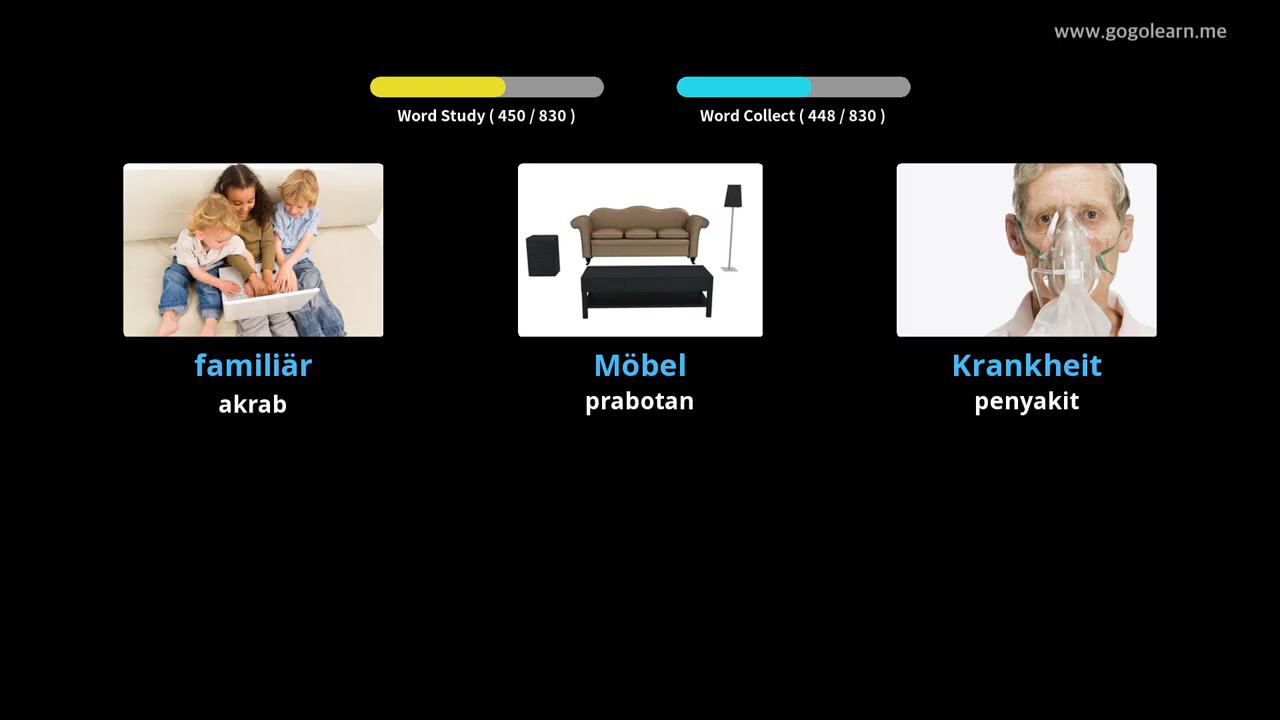 www.gogolearn.me
Word Study ( 450 / 830 )
Word Collect ( 448 / 830 )
familiär
akrab
Möbel
prabotan
Krankheit
penyakit